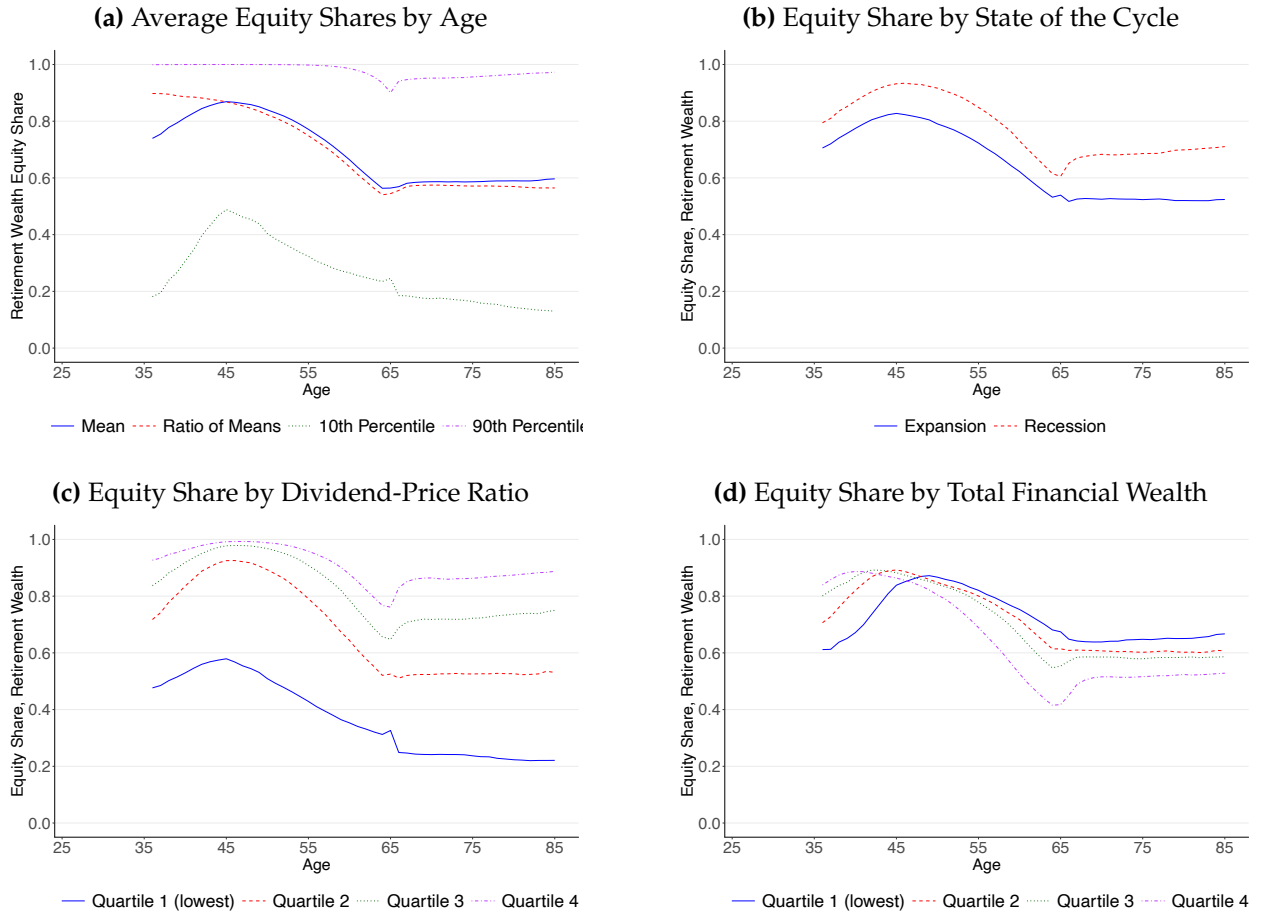 (a) Average Equity Shares by Age
Retirement Wealth Equity Share
1.0
0.8
0.6
0.4
0.2
0.0
25 35 45 55 65 75 85
Age
Mean Ratio of Means 10th Percentile 90th Percentile
(b) Equity Share by State of the Cycle
Equity Share, Retirement Wealth
1.0
0.8
0.6
0.4
0.2
0.0
25 35 45 55 65 75 85
Age
Expansion Recession
(c) Equity Share by Dividend-Price Ratio
Equity Share, Retirement Wealth
1.0
0.8
0.6
0.4
0.2
0.0
25 35 45 55 65 75 85
Age
Quartile 1 (lowest) Quartile 2 Quartile 3 Quartile 4
(d) Equity Share by Total Financial Wealth
Equity Share, Retirement Wealth
1.0
0.8
0.6
0.4
0.2
0.0
25 35 45 55 65 75 85
Age
Quartile 1 (lowest) Quartile 2 Quartile 3 Quartile 4